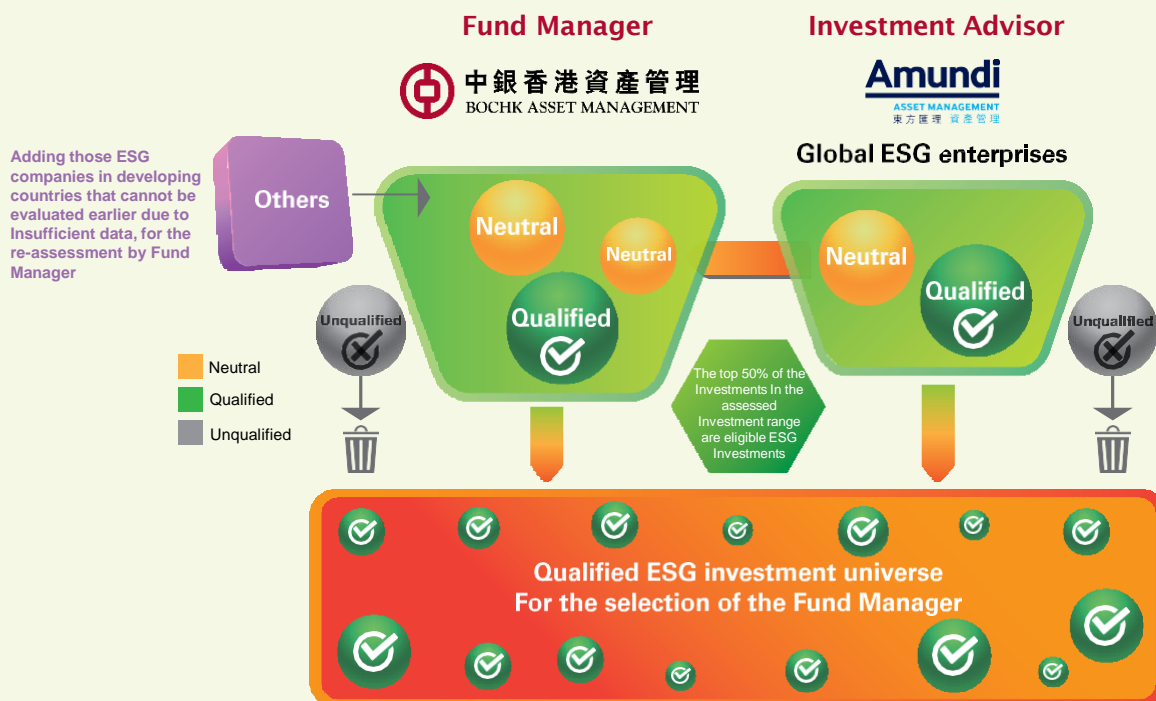 Fund Manager
Investment Advisor
中銀香港資產管理
BOCHK ASSET MANAGEMENT
Amundi
ASSET MANAGEMENT
東方匯理 資產管理
Global ESG enterprises
Adding those ESG
companies in developing
countries that cannot be
evaluated earlier due to
Insufficient data, for the
re-assessment by Fund
Manager
Others
Neutral
Neutral
Qualified
Neutral
Qualified
Unqualified
Unqualified
Neutral
Qualified
Unqualified
The top 50% of the
Investments In the
assessed
Investment range
are eligible ESG
Investments
Qualified ESG investment universe
For the selection of the Fund Manager